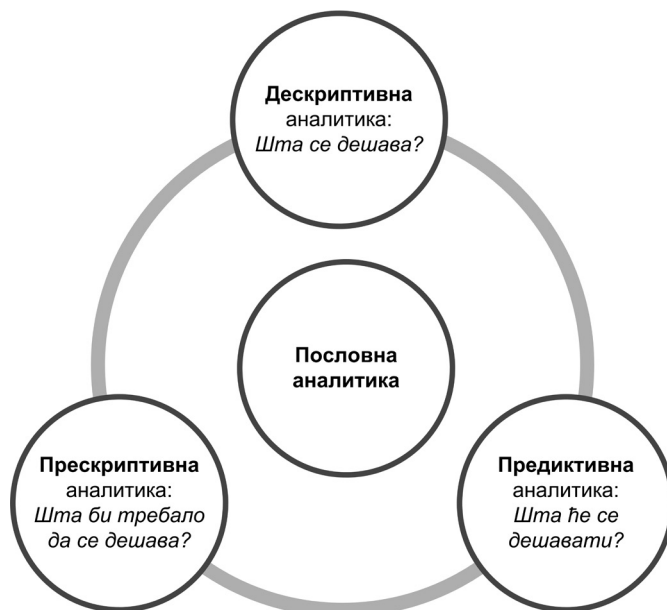 Дескриптивна
аналитика:
Шта се дешава?
Пословна
аналитика
Прескриптивна
аналитика:
Шта би требало
да се дешава?
Предиктивна
аналитика:
Шта ће се
дешавати?